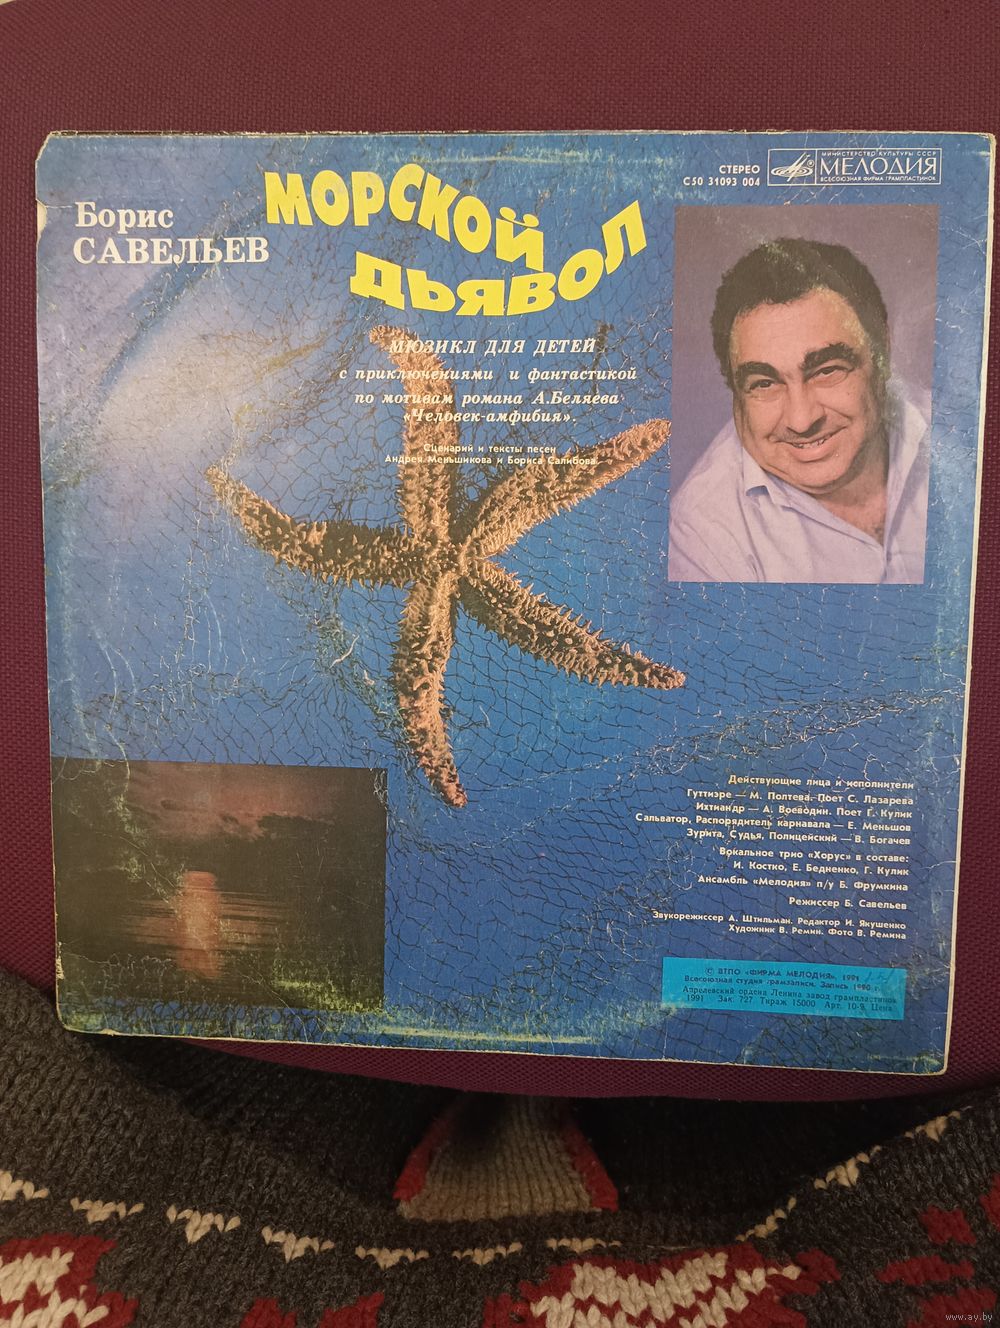 Борис
САВЕЛЬЕВ
МОРСКОЙ
ДЬЯВОЛ
СТЕРЕО
С50 31093 004
МИНИСТЕРСТВО КУЛЬТУРЫ СССР
МЕЛОДИЯ
ВСЕСОЮЗНАЯ ФИРМА ГРАМПЛАСТИНОК
МЮЗИКЛ ДЛЯ ДЕТЕЙ
с приключениями и фантастикой
по мотивам романа А.Беляева
«Человек-амфибия».
Сценарий и тексты песен
Андрея Меньшикова и Бориса Салибова
Действующие лица и исполнители
Гуттиэре — М. Полтева. Поет С. Лазарева
Ихтиандр — А. Воеводин. Поет Г. Кулик
Сальватор, Распорядитель карнавала — Е. Меньшов
Зурита, Судья, Полицейский — В. Богачев
Вокальное трио «Хорус» в составе:
И. Костко, Е. Бедненко, Г. Кулик
Ансамбль «Мелодия» п/у Б. Фрумкина
Режиссер Б. Савельев
Звукорежиссер А. Штильман. Редактор И. Якушенко
Художник В. Ремин. Фото В. Ремина
© ВТПО «ФИРМА МЕЛОДИЯ», 1991
Всесоюзная студия грамзаписи. Запись 1990 г.
Апрелевский ордена Ленина завод грампластинок
1991 Зак. 727 Тираж 15000 Арт. 10-9. Цена
www.ay.by